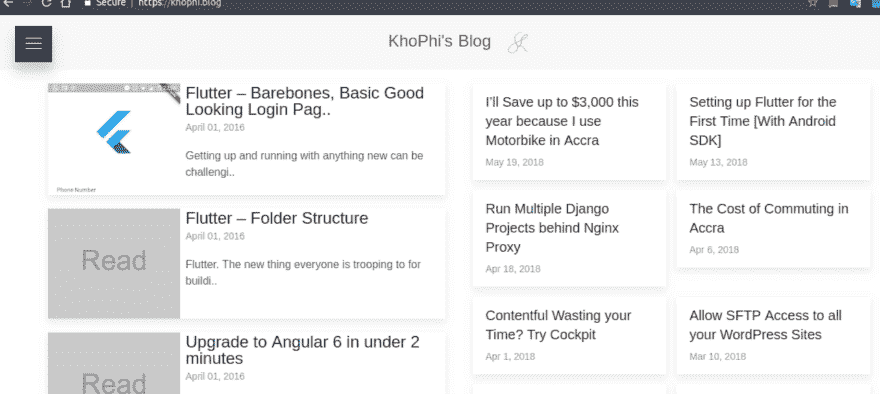 Secure | https://khophi.blog
KhoPhi's Blog
Flutter – Barebones, Basic Good
Looking Login Pag..
April 01, 2016
Getting up and running with anything new can be
challengi..
Phone Number
Read
Flutter – Folder Structure
April 01, 2016
Flutter. The new thing everyone is trooping to for
buildi..
Read
Upgrade to Angular 6 in under 2
minutes
April 01, 2016
I'll Save up to $3,000 this
year because I use
Motorbike in Accra
May 19, 2018
Setting up Flutter for the
First Time [With Android
SDK]
May 13, 2018
Run Multiple Django
Projects behind Nginx
Proxy
Apr 18, 2018
The Cost of Commuting in
Accra
Apr 6, 2018
Contentful Wasting your
Time? Try Cockpit
Apr 1, 2018
Allow SFTP Access to all
your WordPress Sites
Mar 10, 2018